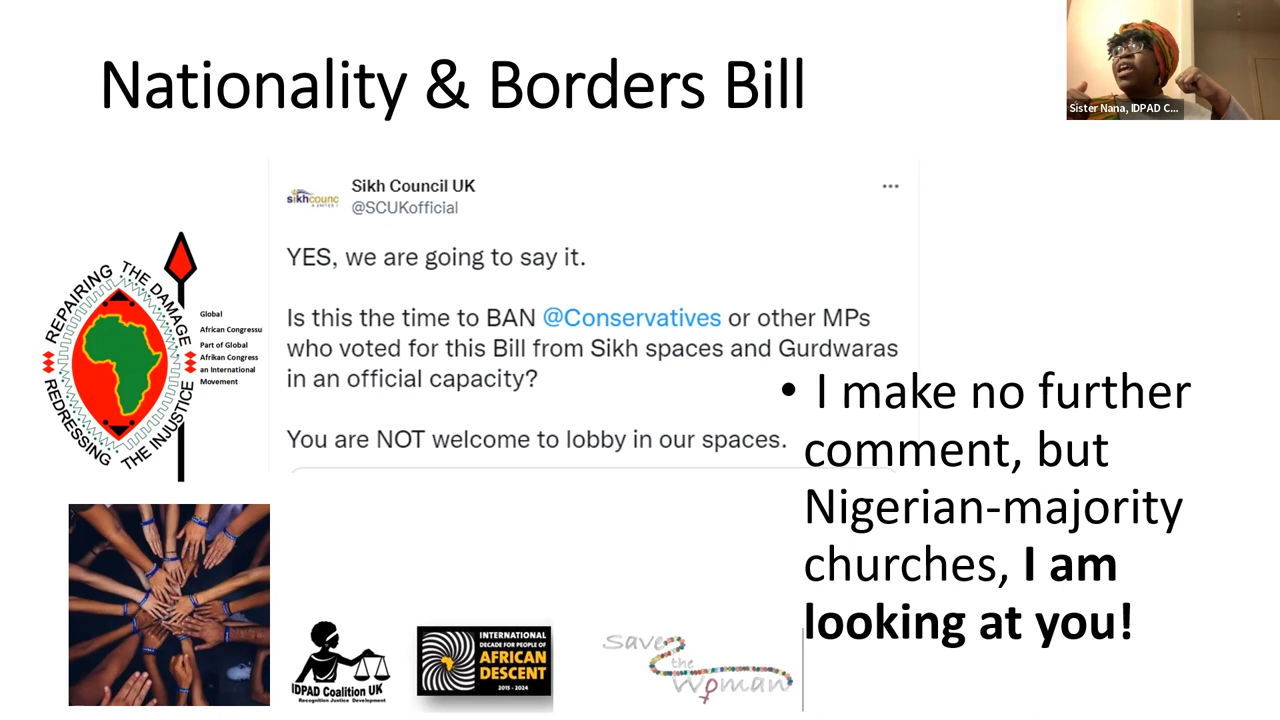 Nationality & Borders Bill
Sister Nana, IDPAD C...
sikhcounc
Sikh Council UK
@SCUKofficial
YES, we are going to say it.
Is this the time to BAN @Conservatives or other MPs
who voted for this Bill from Sikh spaces and Gurdwaras
in an official capacity?
You are NOT welcome to lobby in our spaces.
REPAIRING THE DAMAGE
REDRESSING THE INJUSTICE
Global
African Congressu
Part of Global
Afrikan Congress
an International
Movement
• I make no further
comment, but
Nigerian-majority
churches, I am
looking at you!
IDPAD Coalition UK
Recognition Justice Development
INTERNATIONAL
DECADE FOR PEOPLE OF
AFRICAN
DESCENT
2015 - 2024
save
the
woman